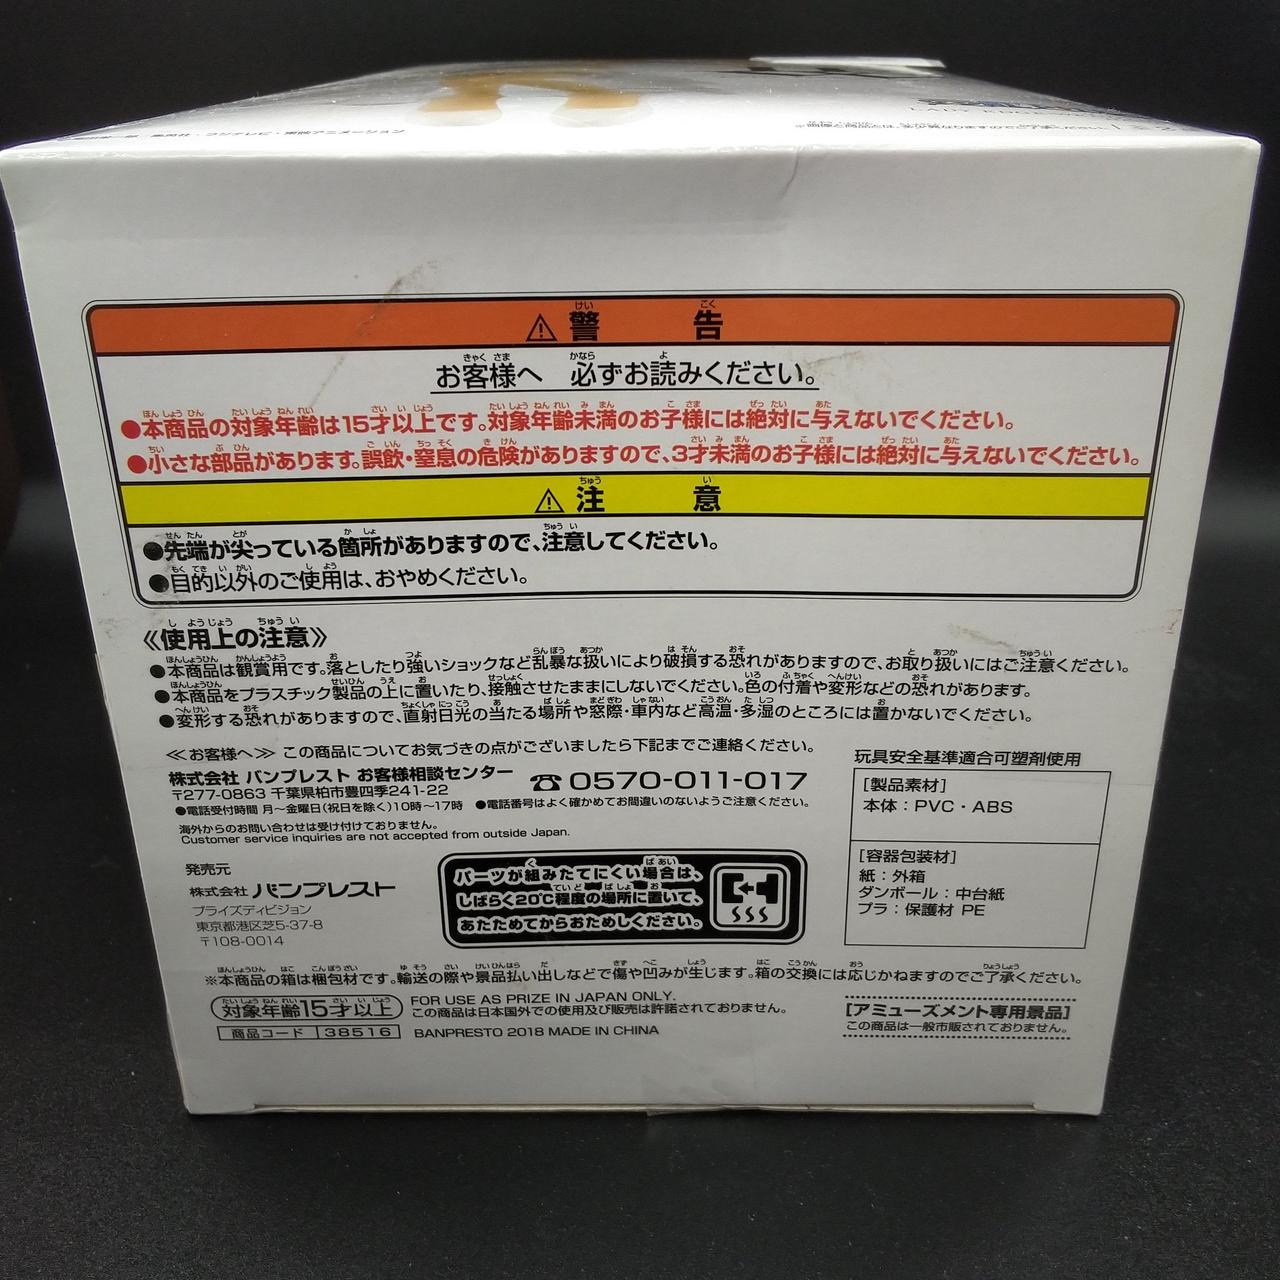 集英社・フジテレビ・東映アニメーション
⚠警告
お客様へ 必ずお読みください。
●本商品の対象年齢は15才以上です。対象年齢未満のお子様には絶対に与えないでください。
●小さな部品があります。誤飲・窒息の危険がありますので、3才未満のお子様には絶対に与えないでください。
⚠注意
●先端が尖っている箇所がありますので、注意してください。
●目的以外のご使用は、おやめください。
《使用上の注意》
●本商品は観賞用です。落としたり強いショックなど乱暴な扱いにより破損する恐れがありますので、お取り扱いにはご注意ください。
●本商品をプラスチック製品の上に置いたり、接触させたままにしないでください。色の付着や変形などの恐れがあります。
●変形する恐れがありますので、直射日光の当たる場所や窓際・車内など高温・多湿のところには置かないでください。
≪お客様へ≫ この商品についてお気づきの点がございましたら下記までご連絡ください。
株式会社 バンプレスト お客様相談センター ☎0570-011-017
〒277-0863 千葉県柏市豊四季241-22
●電話受付時間 月〜金曜日(祝日を除く)10時〜17時 ●電話番号はよく確かめてお間違いのないようご注意ください。
海外からのお問い合わせは受け付けておりません。
Customer service inquiries are not accepted from outside Japan.
玩具安全基準適合可塑剤使用
[製品素材]
本体：PVC・ABS
[容器包装材]
紙：外箱
ダンボール：中台紙
プラ：保護材 PE
発売元
株式会社 バンプレスト
プライズディビジョン
東京都港区芝5-37-8
〒108-0014
パーツが組みたてにくい場合は、
しばらく20℃程度の場所に置いて、
あたためてからおためしください。
※本商品の箱は梱包材です。輸送の際や景品払い出しなどで傷や凹みが生じます。箱の交換には応じかねますのでご了承ください。
対象年齢15才以上
商品コード 38516
FOR USE AS PRIZE IN JAPAN ONLY.
この商品は日本国外での使用及び販売は許諾されておりません。
BANPRESTO 2018 MADE IN CHINA
[アミューズメント専用景品]
この商品は一般市販されておりません。